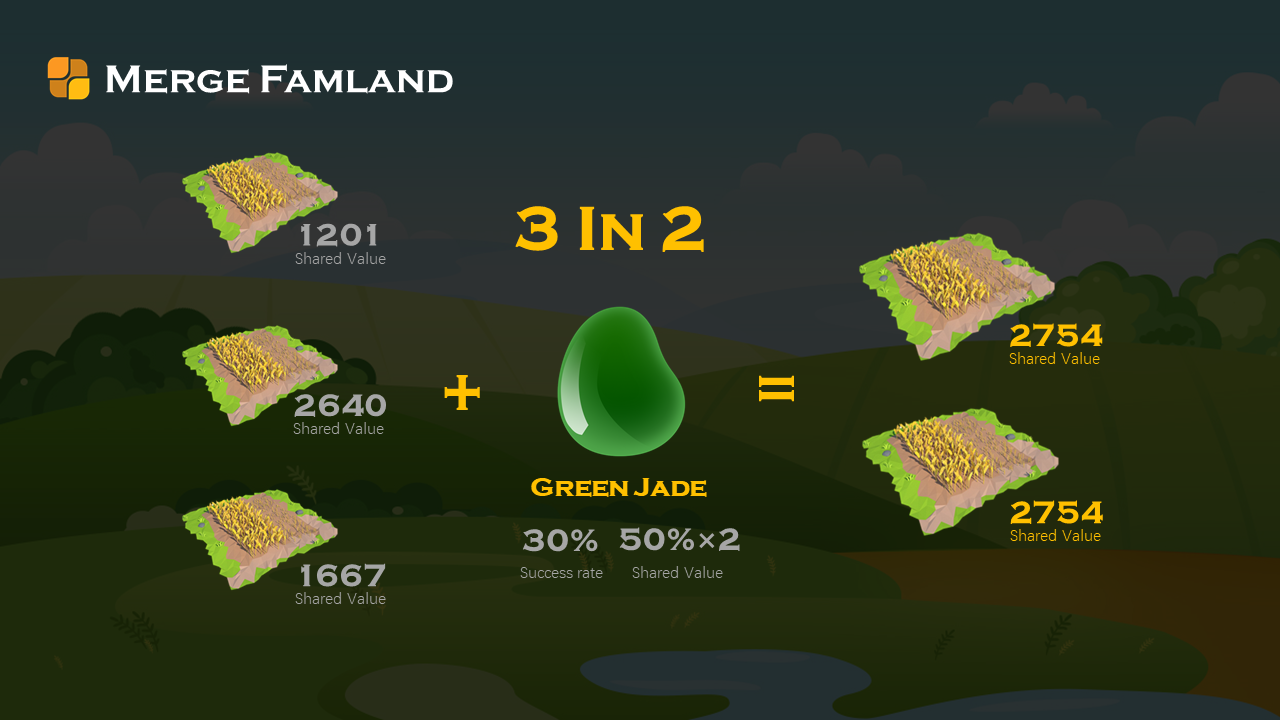 MERGE FAMLAND
1201
Shared Value
2640
Shared Value
1667
Shared Value
+
3 IN 2
GREEN JADE
30% 50%×2
Success rate Shared Value
=
2754
Shared Value
2754
Shared Value